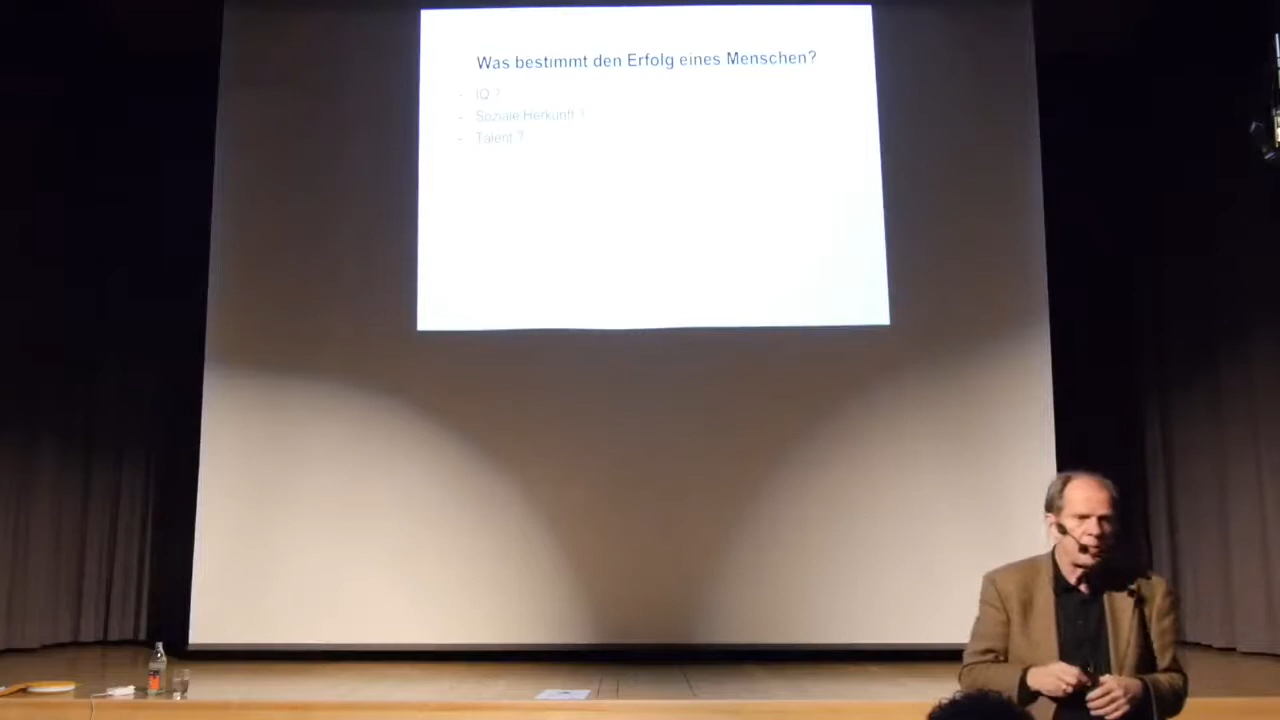 Was bestimmt den Erfolg eines Menschen?
- IQ ?
- Soziale Herkunft ?
- Talent ?